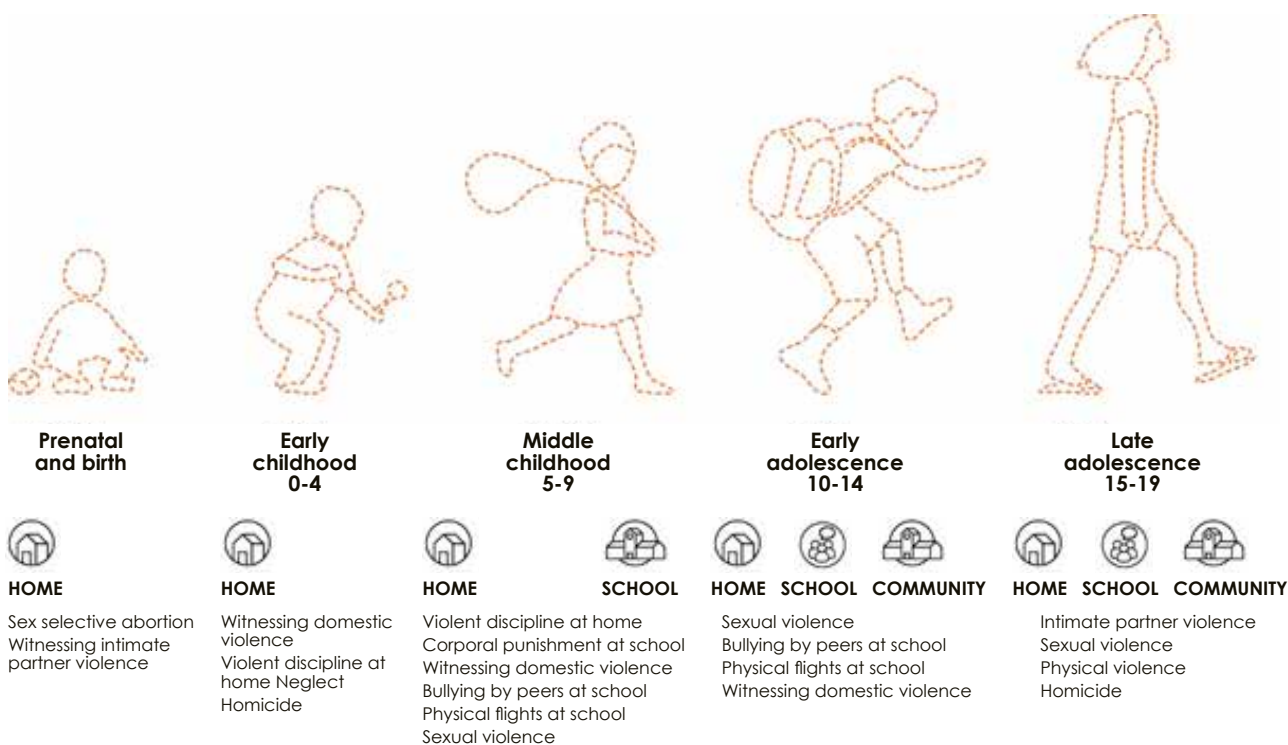 Prenatal
and birth
Early
childhood
0-4
Middle
childhood
5-9
Early
adolescence
10-14
Late
adolescence
15-19
HOME
HOME
HOME
SCHOOL
HOME
SCHOOL
COMMUNITY
HOME
SCHOOL
COMMUNITY
Sex selective abortion
Witnessing intimate
partner violence
Witnessing domestic
violence
Violent discipline at
home Neglect
Homicide
Violent discipline at home
Corporal punishment at school
Witnessing domestic violence
Bullying by peers at school
Physical flights at school
Sexual violence
Sexual violence
Bullying by peers at school
Physical flights at school
Witnessing domestic violence
Intimate partner violence
Sexual violence
Physical violence
Homicide